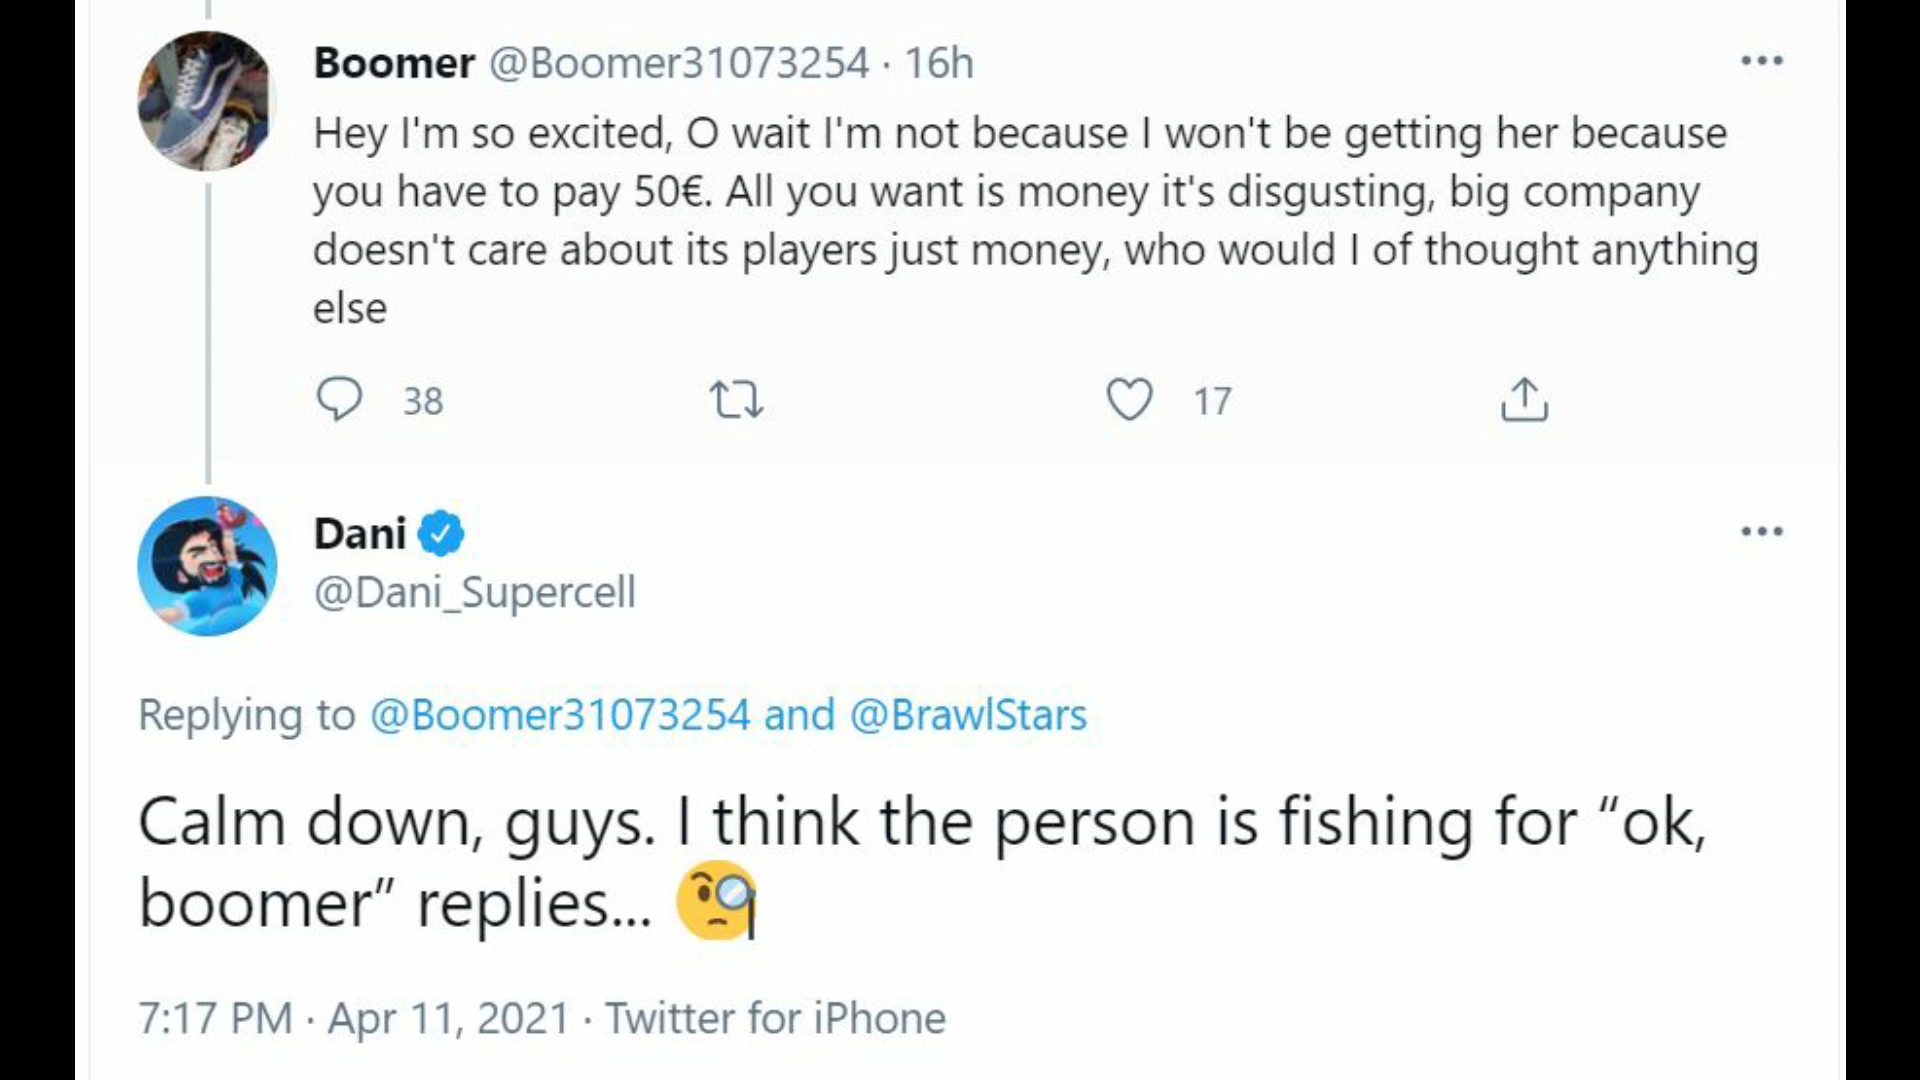 Boomer @Boomer31073254 · 16h
Hey I'm so excited, O wait I'm not because I won't be getting her because
you have to pay 50€. All you want is money it's disgusting, big company
doesn't care about its players just money, who would I of thought anything
else
38 17
Dani
@Dani_Supercell
Replying to @Boomer31073254 and @BrawlStars
Calm down, guys. I think the person is fishing for “ok,
boomer” replies... 🧐
7:17 PM · Apr 11, 2021 · Twitter for iPhone